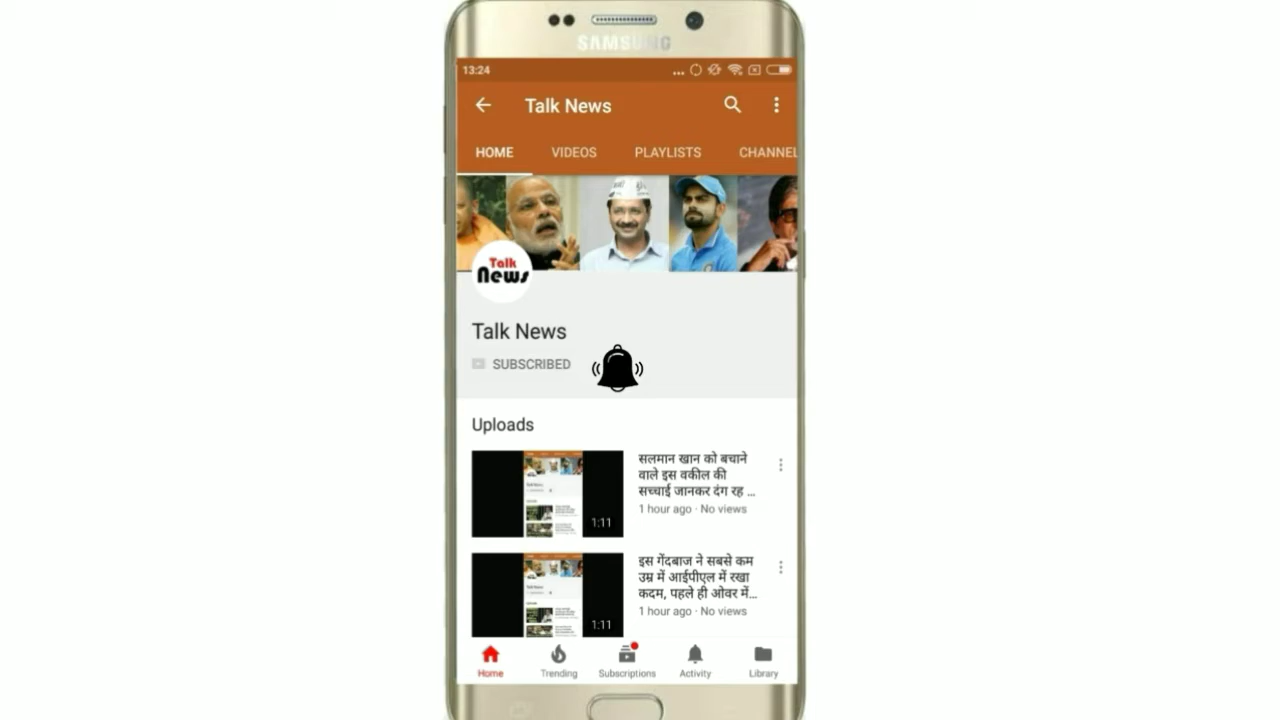 SAMSUNG
13:24
Talk News
HOME VIDEOS PLAYLISTS CHANNEL
Talk
News
Talk News
SUBSCRIBED
Uploads
सलमान खान को बचाने
वाले इस वकील की
सच्चाई जानकर दंग रह ...
1 hour ago · No views
1:11
इस गेंदबाज ने सबसे कम
उम्र में आईपीएल में रखा
कदम, पहले ही ओवर में...
1 hour ago · No views
1:11
Home Trending Subscriptions Activity Library